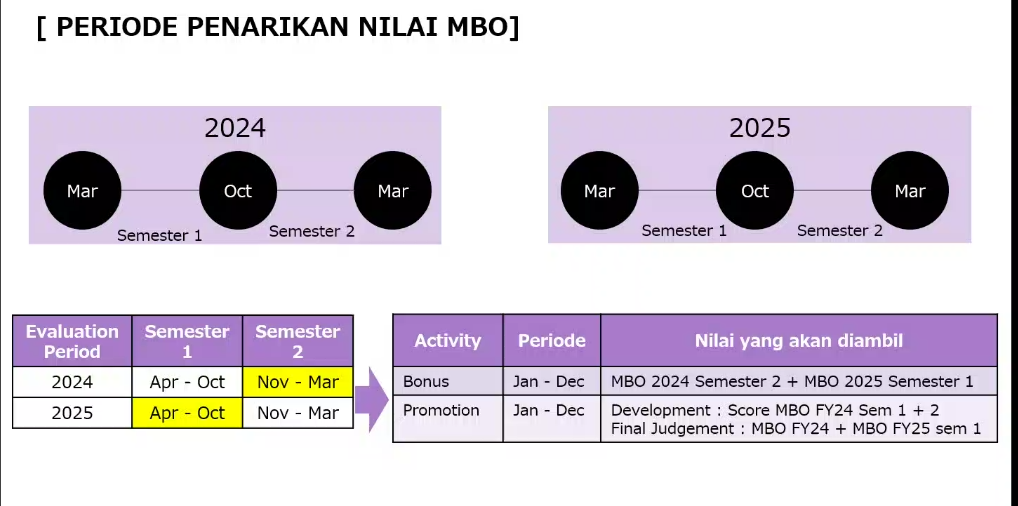 [ PERIODE PENARIKAN NILAI MBO]
2024
Mar
Oct
Mar
Semester 1
Semester 2
2025
Mar
Oct
Mar
Semester 1
Semester 2
Evaluation Period
Semester 1
Semester 2
2024
Apr - Oct
Nov - Mar
2025
Apr - Oct
Nov - Mar
Activity
Periode
Nilai yang akan diambil
Bonus
Jan - Dec
MBO 2024 Semester 2 + MBO 2025 Semester 1
Promotion
Jan - Dec
Development : Score MBO FY24 Sem 1 + 2
Final Judgement : MBO FY24 + MBO FY25 sem 1